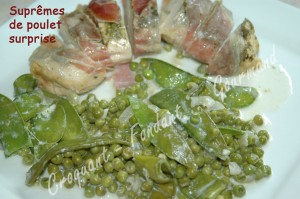 Suprêmes
de poulet
surprise
Croquant Fondant Gourmand